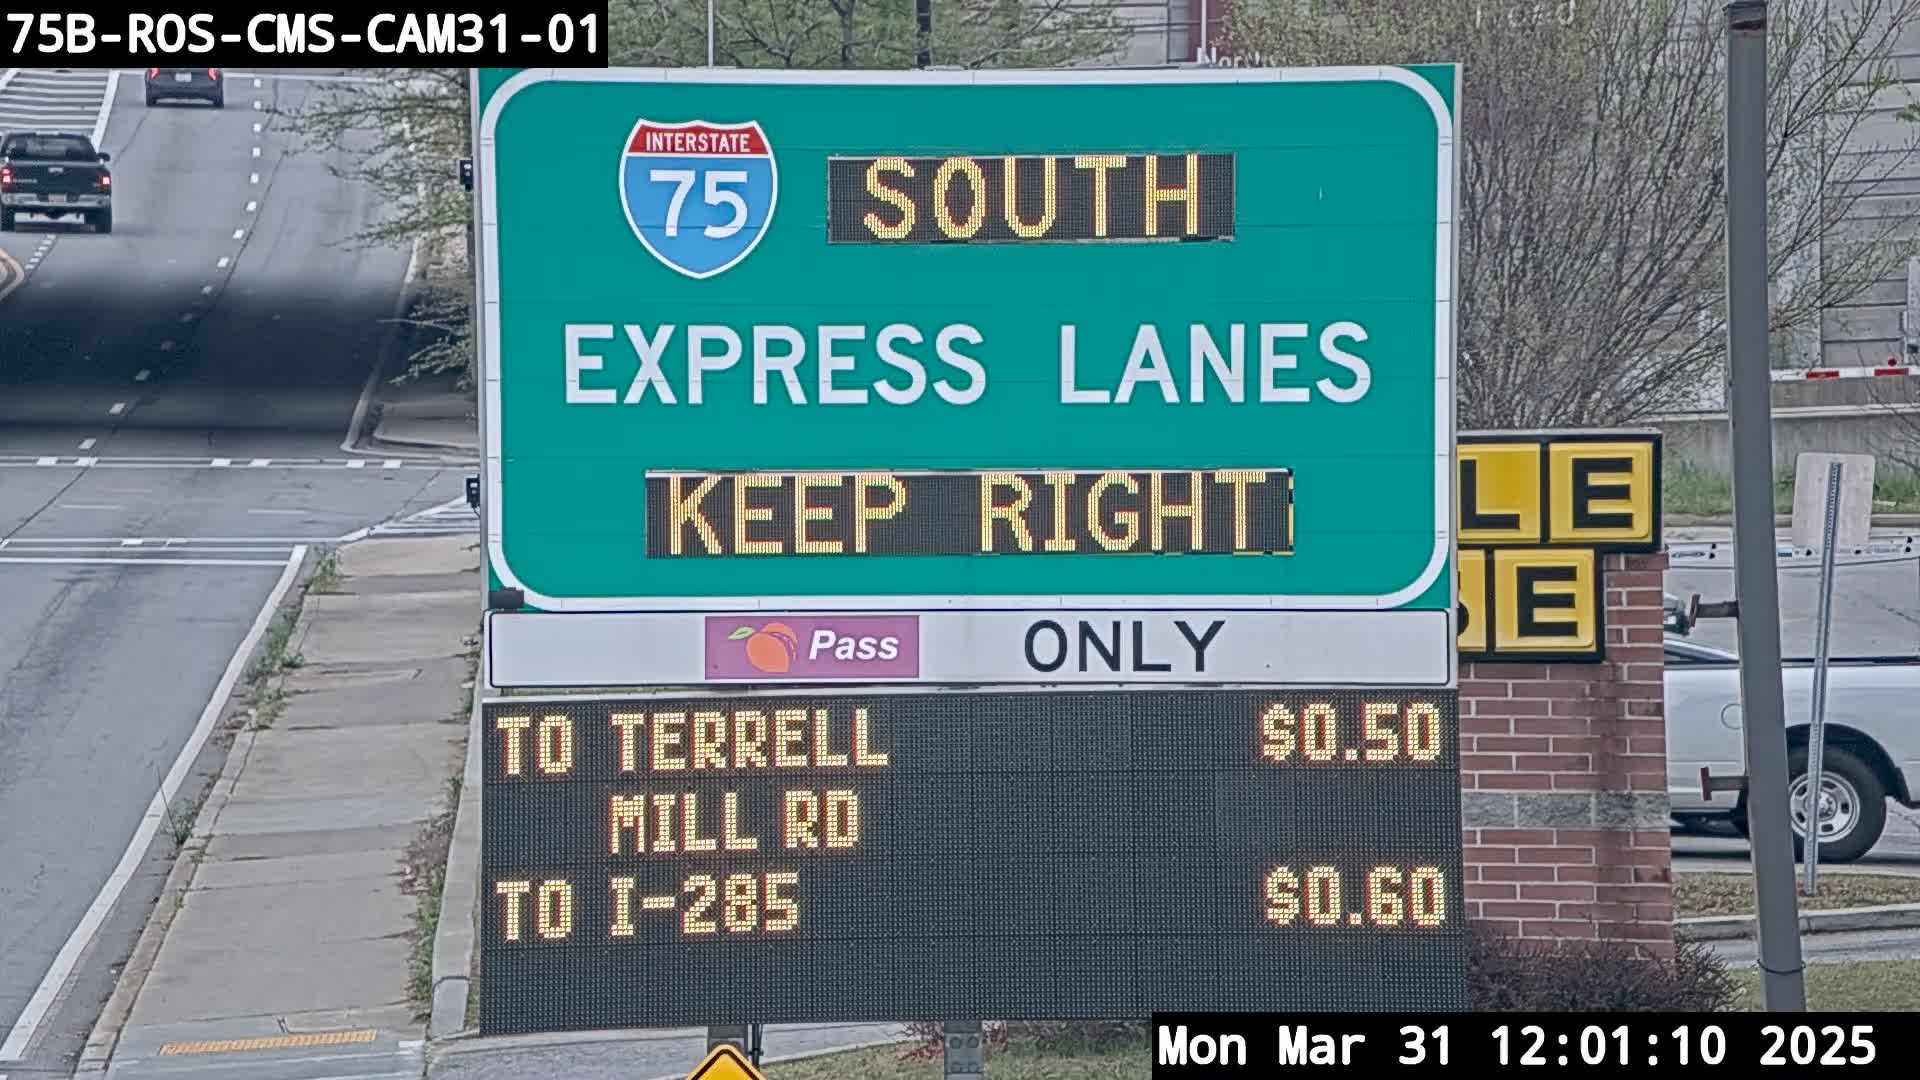 75B-ROS-CMS-CAM31-01
INTERSTATE
75
SOUTH
EXPRESS LANES
KEEP RIGHT
Pass ONLY
TO TERRELL $0.50
MILL RD
TO I-285 $0.60
LE
E
Mon Mar 31 12:01:10 2025